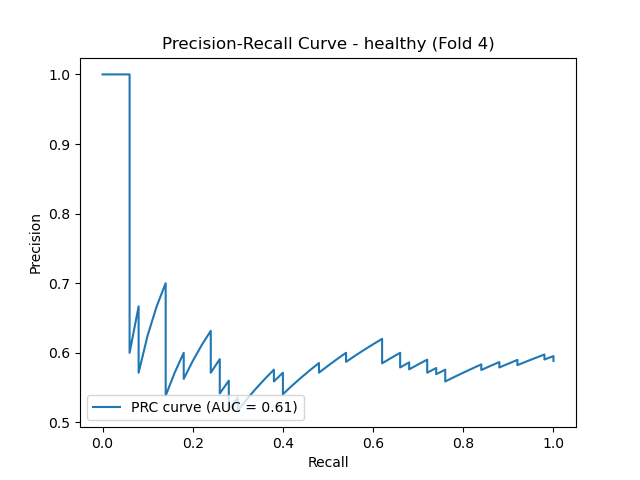 Precision-Recall Curve - healthy (Fold 4)
1.0
0.9
0.8
0.7
0.6
0.5
Precision
PRC curve (AUC = 0.61)
0.0 0.2 0.4 0.6 0.8 1.0
Recall